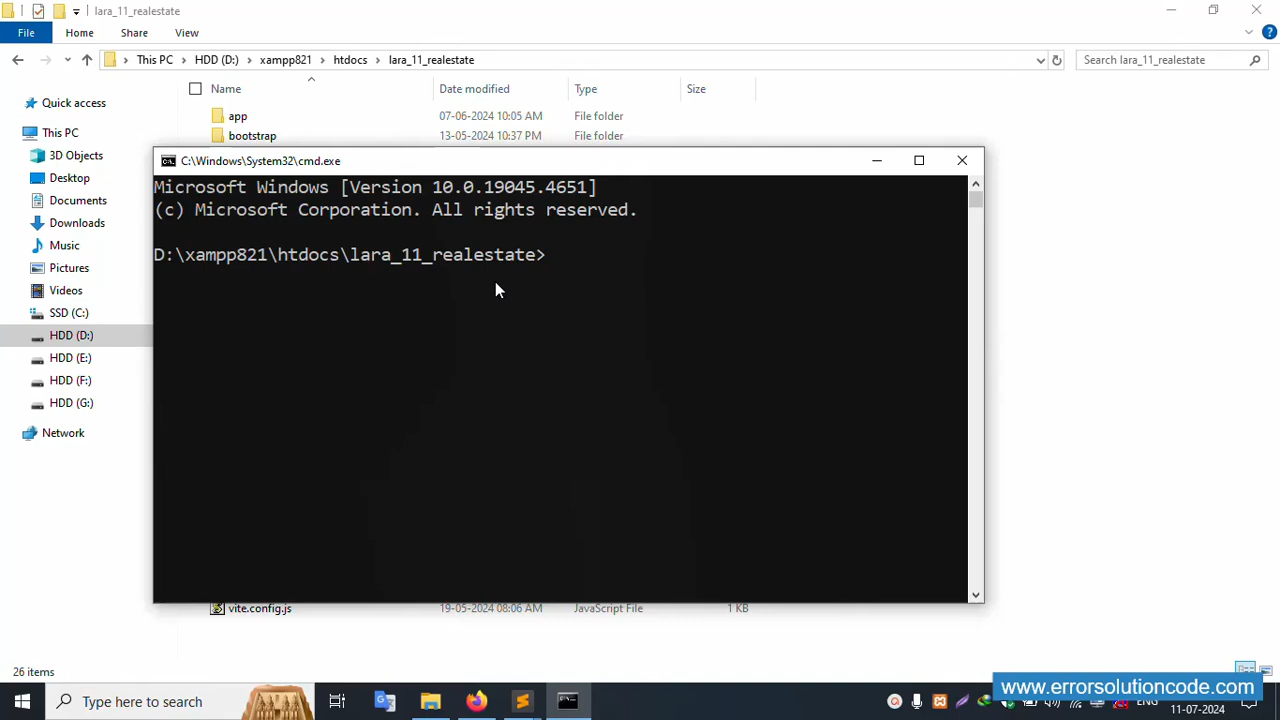 lara_11_realestate
File Home Share View
This PC HDD (D:) xampp821 htdocs lara_11_realestate
Search lara_11_realestate
Name Date modified Type Size
Quick access
This PC
3D Objects
Desktop
Documents
Downloads
Music
Pictures
Videos
SSD (C:)
HDD (D:)
HDD (E:)
HDD (F:)
HDD (G:)
Network
app 07-06-2024 10:05 AM File folder
bootstrap 13-05-2024 10:37 PM File folder
C:\Windows\System32\cmd.exe
Microsoft Windows [Version 10.0.19045.4651]
(c) Microsoft Corporation. All rights reserved.
D:\xampp821\htdocs\lara_11_realestate>
vite.config.js 19-05-2024 08:06 AM JavaScript File 1 KB
26 items
Type here to search
www.errorsolutioncode.com
11-07-2024